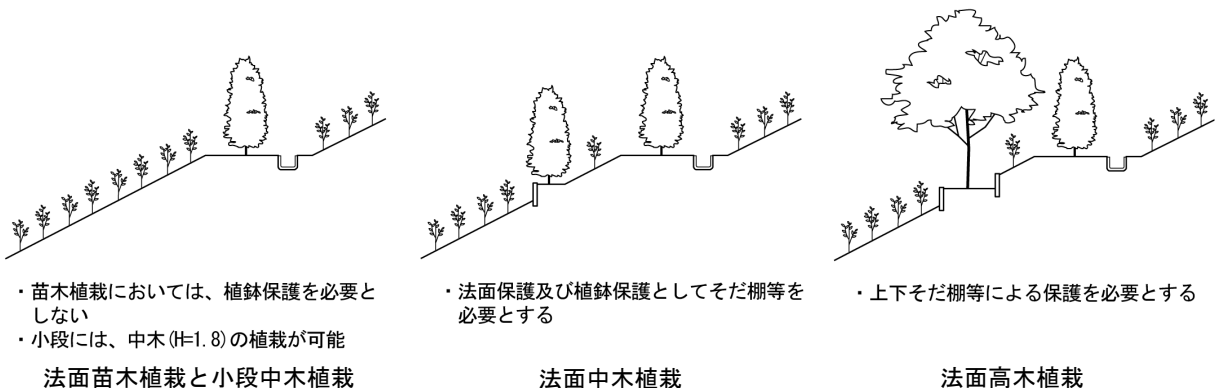 ・苗木植栽においては、植鉢保護を必要と
しない
・小段には、中木(H=1.8)の植栽が可能
法面苗木植栽と小段中木植栽
・法面保護及び植鉢保護としてそだ棚等を
必要とする
法面中木植栽
・上下そだ棚等による保護を必要とする
法面高木植栽